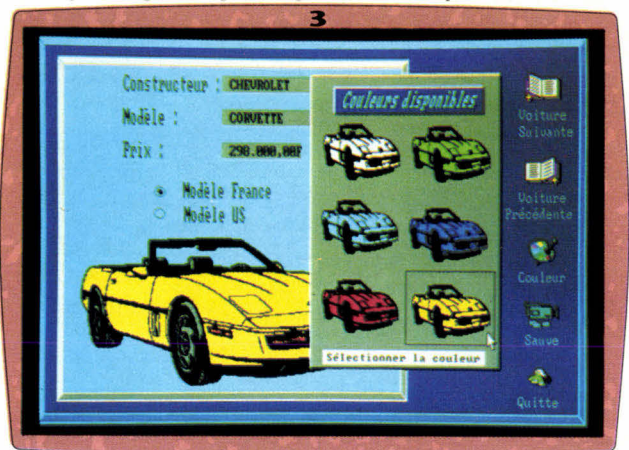 3
Constructeur : CHEVROLET
Modèle : CORVETTE
Prix : 298.000,00F
Modèle France
Modèle US
Couleurs disponibles
Sélectionner la couleur
Voiture
Suivante
Voiture
Précédente
Couleur
Sauve
Quitte